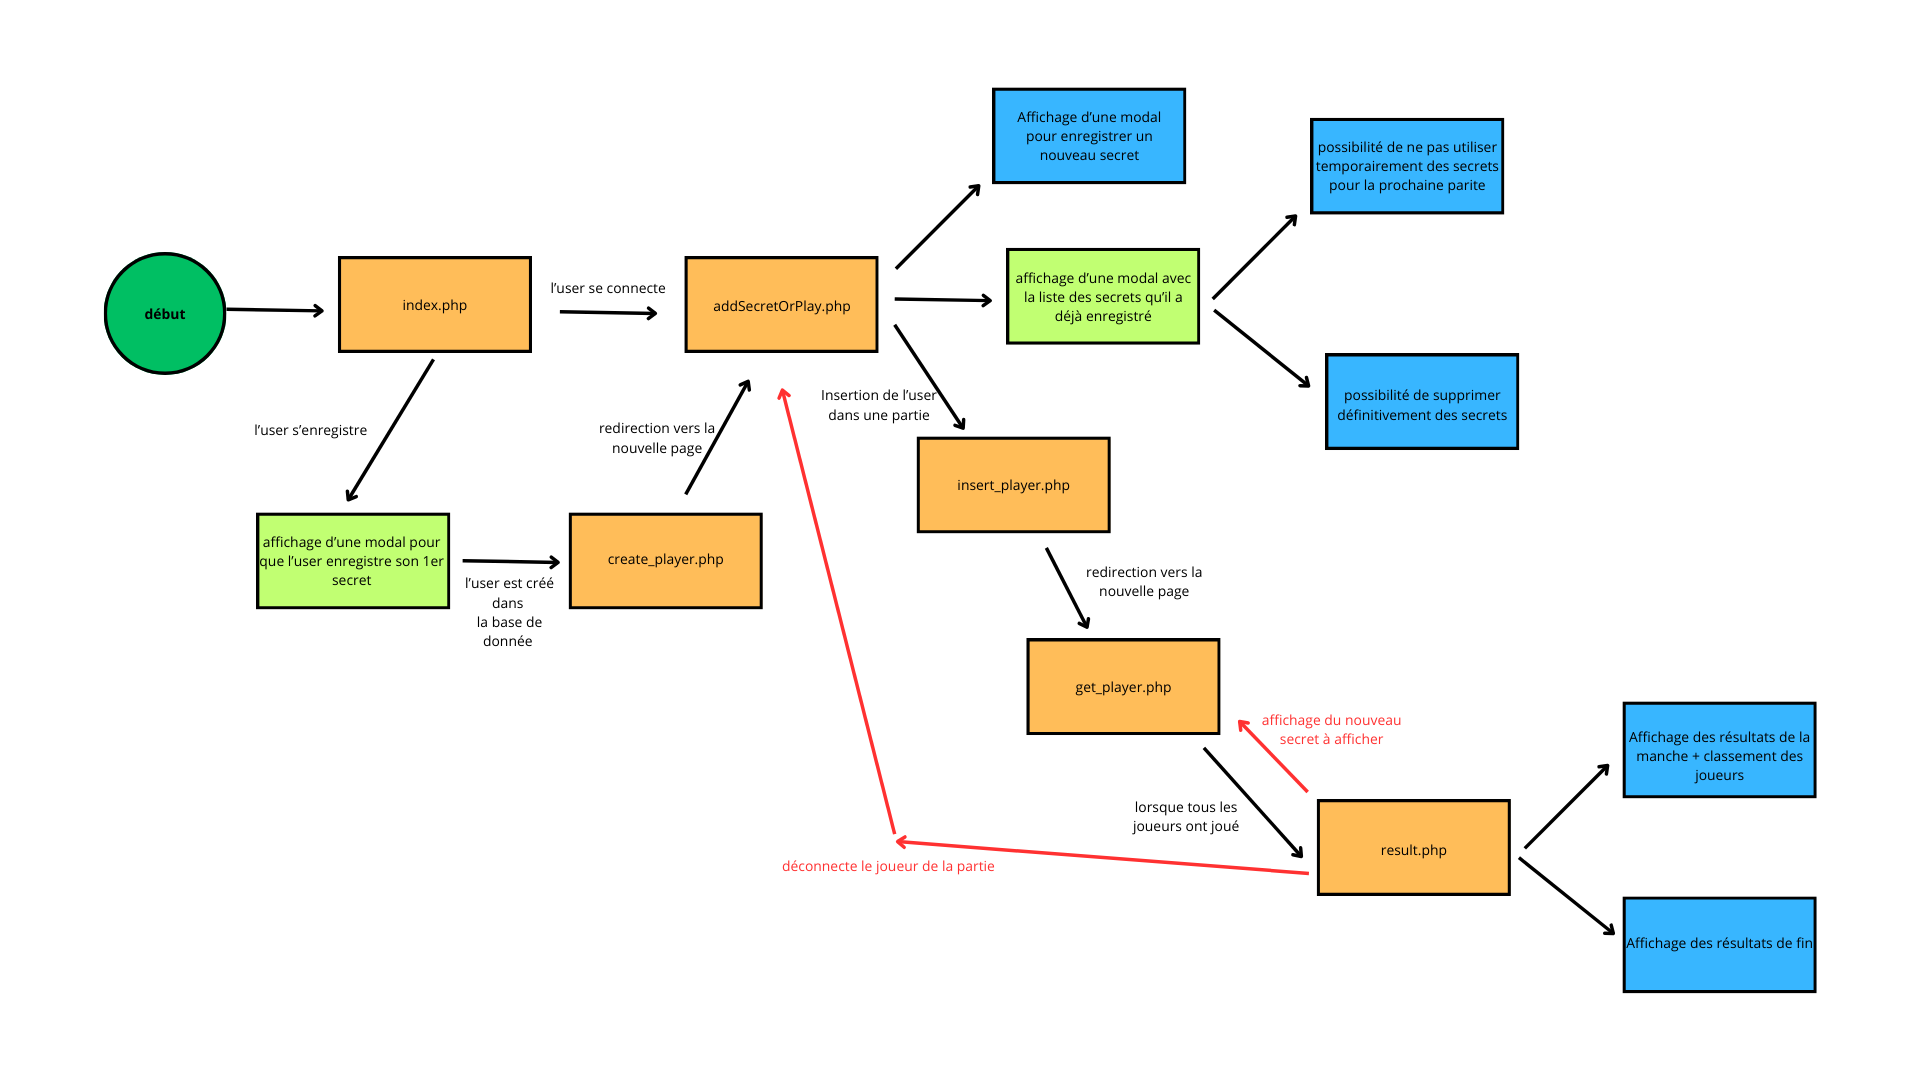 Affichage d'une modal
pour enregistrer un
nouveau secret
possibilité de ne pas utiliser
temporairement des secrets
pour la prochaine parite
début
index.php
l'user se connecte
addSecretOrPlay.php
affichage d'une modal avec
la liste des secrets qu'il a
déjà enregistré
possibilité de supprimer
définitivement des secrets
l'user s'enregistre
redirection vers la
nouvelle page
Insertion de l'user
dans une partie
insert_player.php
affichage d'une modal pour
que l'user enregistre son 1er
secret
l'user est créé
dans
la base de
donnée
create_player.php
redirection vers la
nouvelle page
get_player.php
affichage du nouveau
secret à afficher
lorsque tous les
joueurs ont joué
déconnecte le joueur de la partie
result.php
Affichage des résultats de la
manche + classement des
joueurs
Affichage des résultats de fin